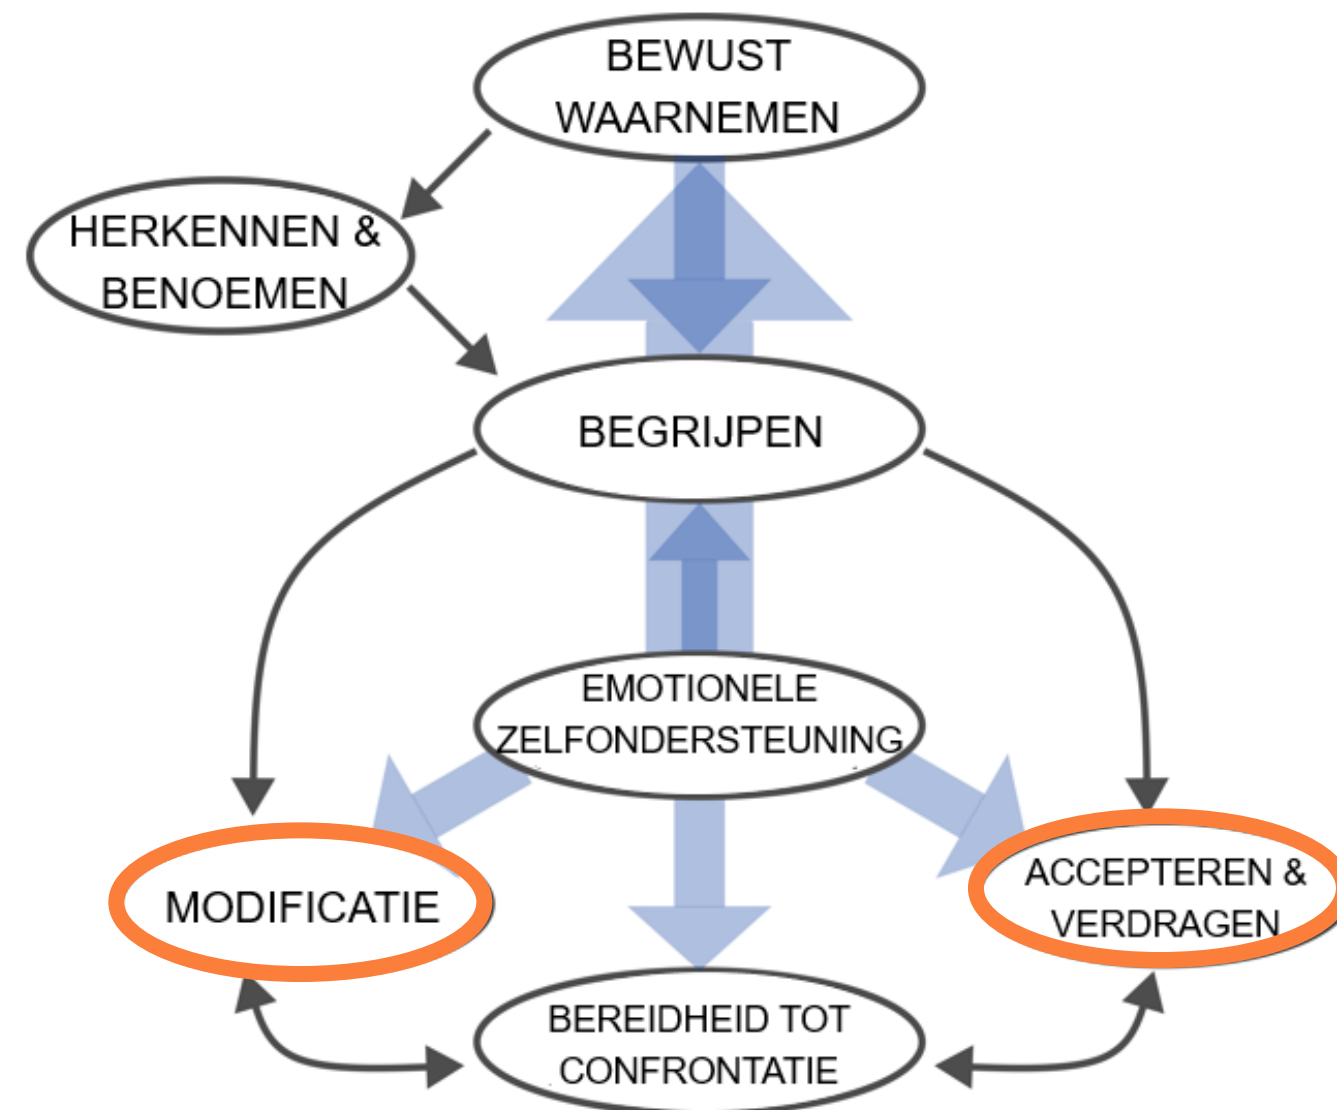 BEWUST
WAARNEMEN
HERKENNEN &
BENOEMEN
BEGRIJPEN
EMOTIONELE
ZELFONDERSTEUNING
MODIFICATIE
ACCEPTEREN &
VERDRAGEN
BEREIDHEID TOT
CONFRONTATIE